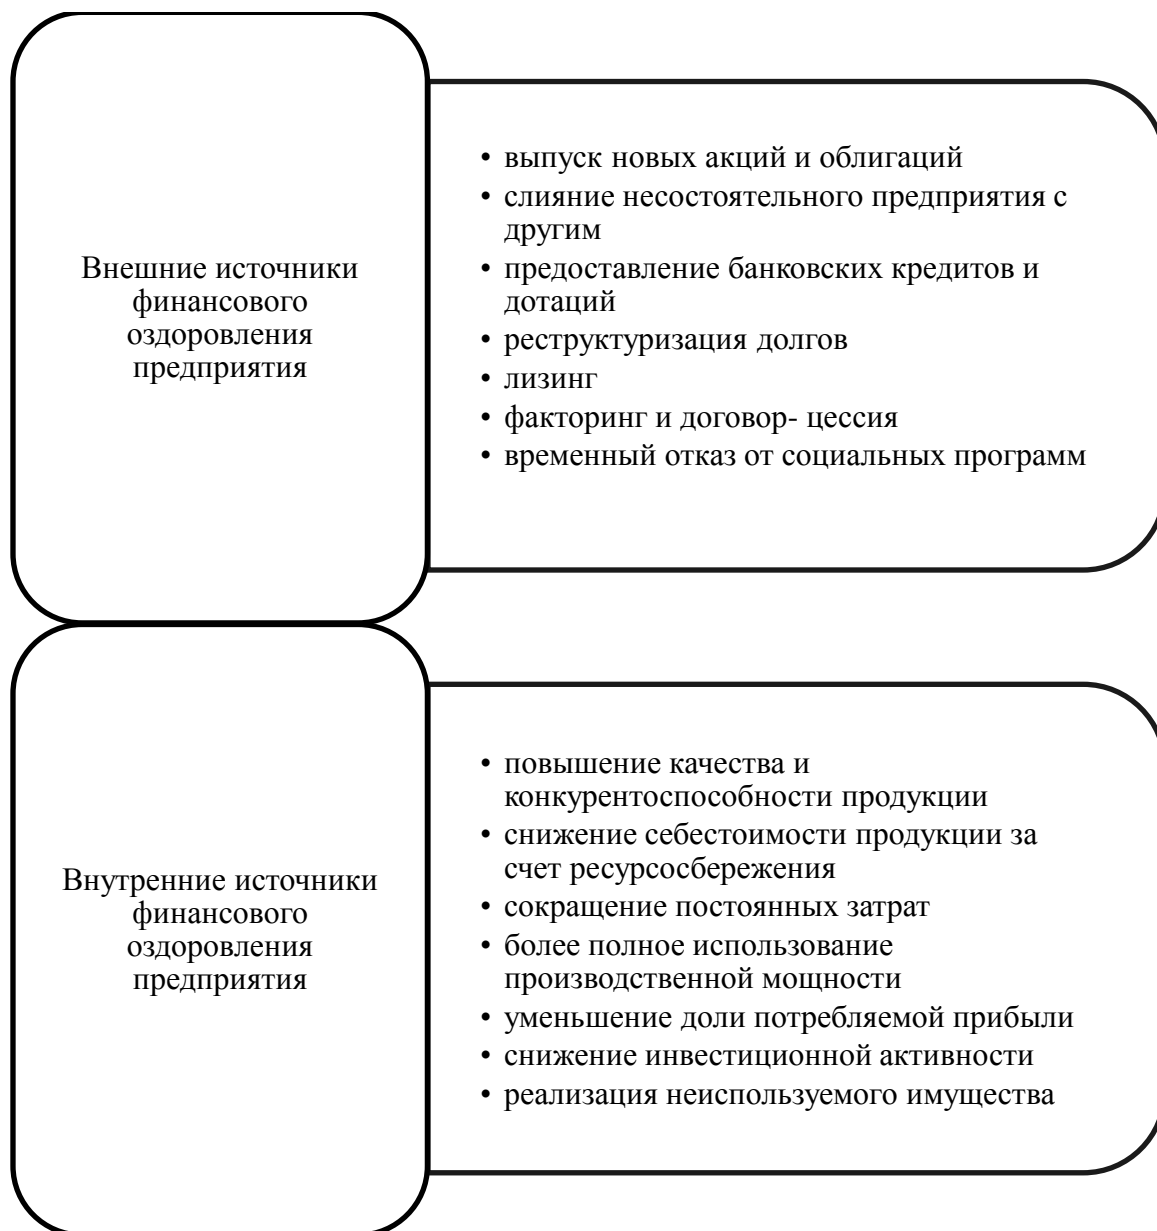 Внешние источники
финансового
оздоровления
предприятия
• выпуск новых акций и облигаций
• слияние несостоятельного предприятия с
другим
• предоставление банковских кредитов и
дотаций
• реструктуризация долгов
• лизинг
• факторинг и договор- цессия
• временный отказ от социальных программ
Внутренние источники
финансового
оздоровления
предприятия
• повышение качества и
конкурентоспособности продукции
• снижение себестоимости продукции за
счет ресурсосбережения
• сокращение постоянных затрат
• более полное использование
производственной мощности
• уменьшение доли потребляемой прибыли
• снижение инвестиционной активности
• реализация неиспользуемого имущества